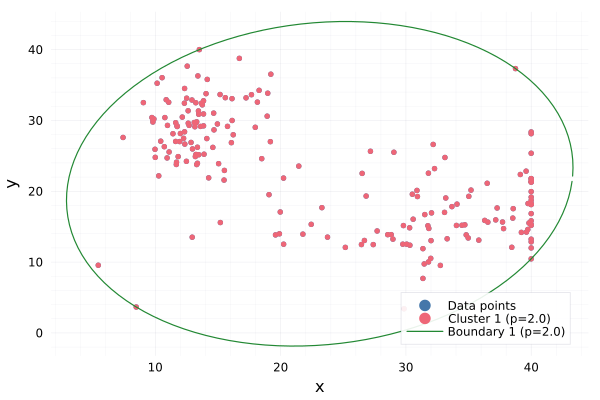 40
30
20
10
0
y
Data points
Cluster 1 (p=2.0)
Boundary 1 (p=2.0)
10 20 30 40
x